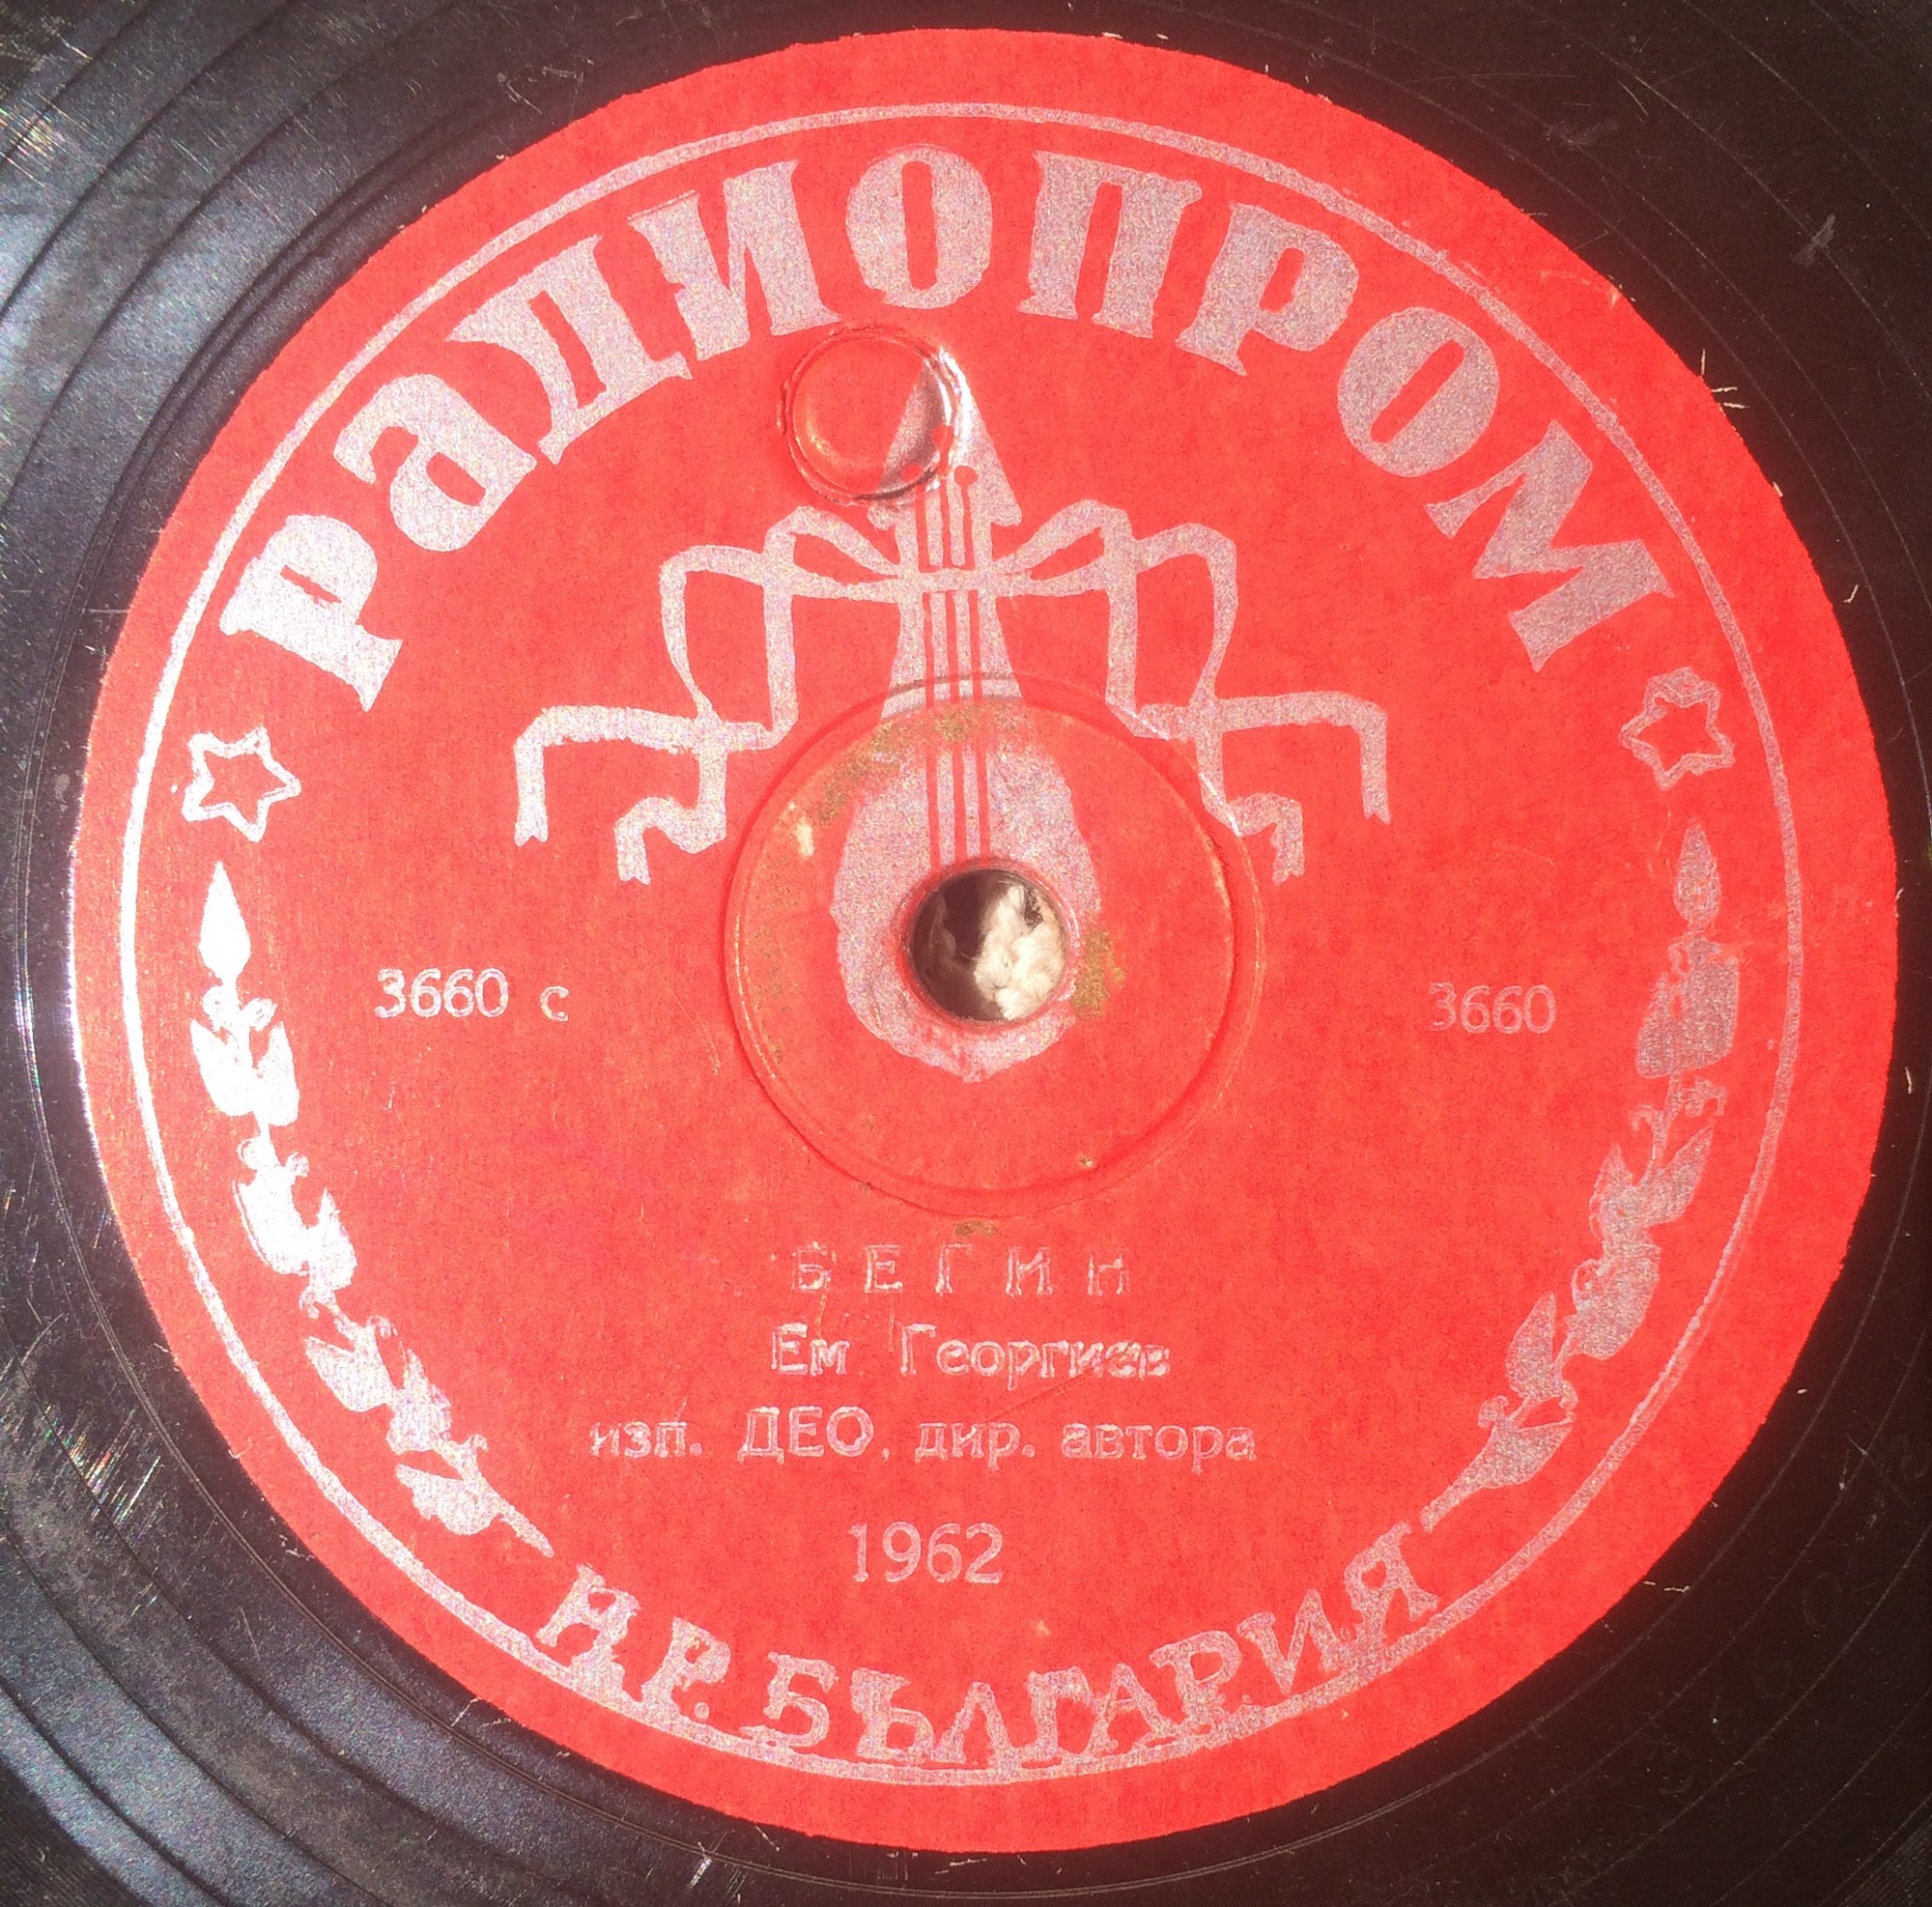 РАДИОПРОМ
3660 с
3660
БЕГИН
Ем Георгиев
изп. ДЕО, дир. автора
1962
Н.Р. БЪЛГАРИЯ